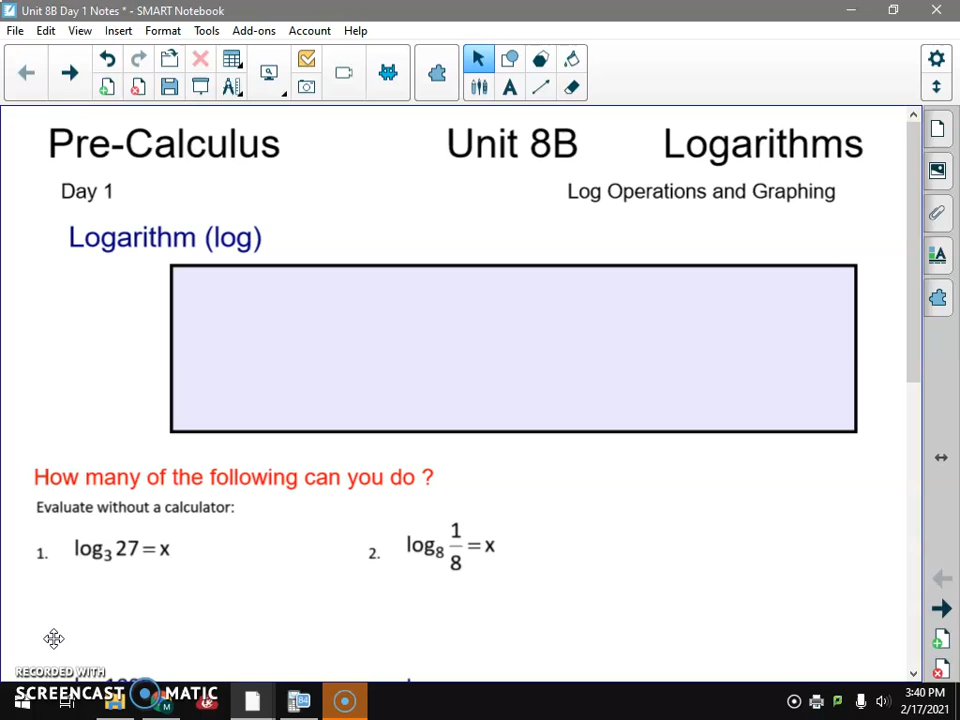 Unit 8B Day 1 Notes * - SMART Notebook
File Edit View Insert Format Tools Add-ons Account Help
Pre-Calculus Unit 8B Logarithms
Day 1 Log Operations and Graphing
Logarithm (log)
How many of the following can you do ?
Evaluate without a calculator:
1. log₃ 27 = x 2. log₈ 1/8 = x
RECORDED WITH
SCREENCAST MATIC
3:40 PM
2/17/2021